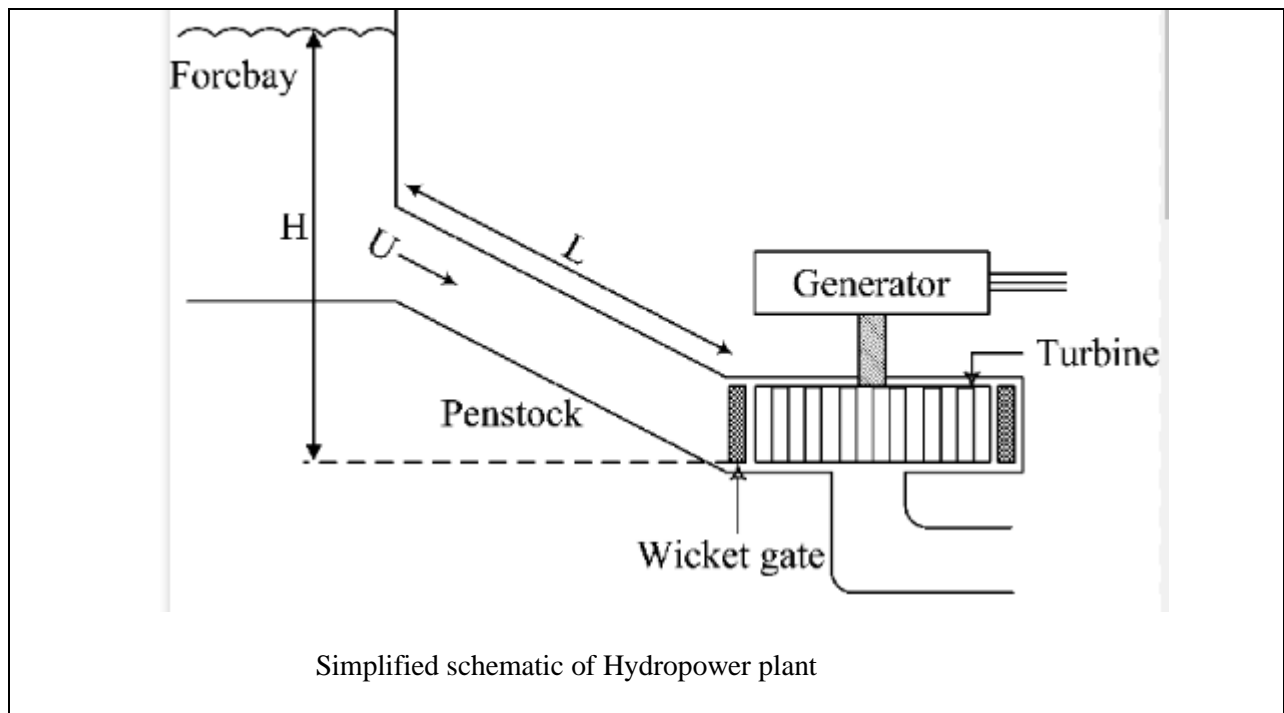 Forcbay
H
U
L
Generator
Turbine
Penstock
Wicket gate
Simplified schematic of Hydropower plant